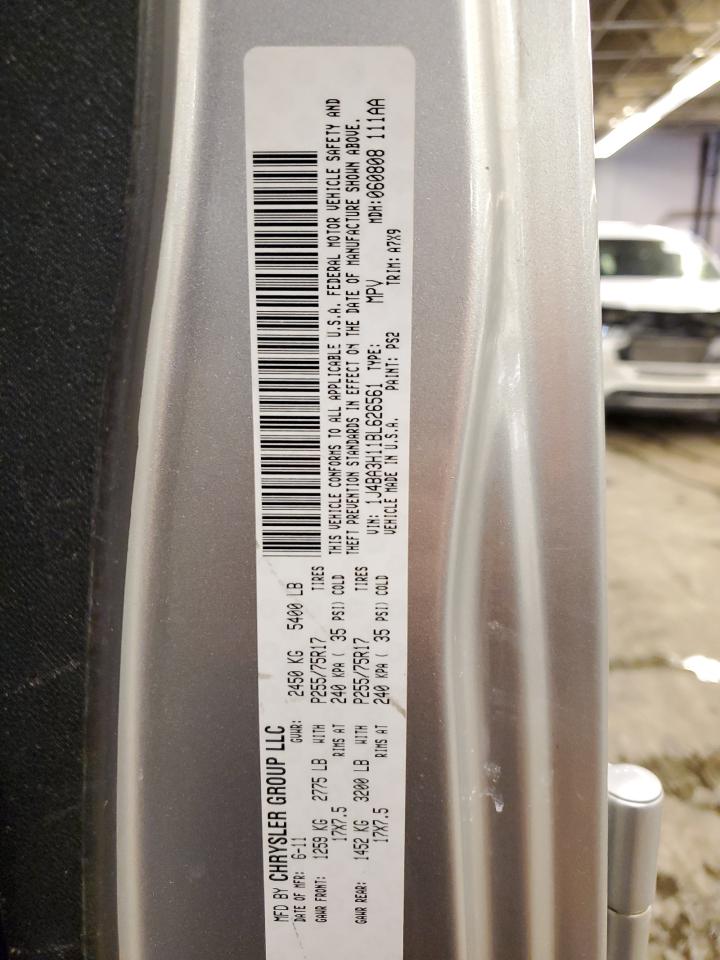 MFD BY CHRYSLER GROUP LLC
DATE OF MFR: 6-11 GVWR: 2450 KG 5400 LB
GAWR FRONT: 1259 KG 2775 LB WITH P255/75R17 TIRES
17X7.5 RIMS AT 240 KPA ( 35 PSI) COLD
GAWR REAR: 1452 KG 3200 LB WITH P255/75R17 TIRES
17X7.5 RIMS AT 240 KPA ( 35 PSI) COLD
THIS VEHICLE CONFORMS TO ALL APPLICABLE U.S.A. FEDERAL MOTOR VEHICLE SAFETY AND
THEFT PREVENTION STANDARDS IN EFFECT ON THE DATE OF MANUFACTURE SHOWN ABOVE.
VIN: 1J4BA3H11BL626561 TYPE: MPV MDH:060808 111AA
VEHICLE MADE IN U.S.A. PAINT: PS2 TRIM: A7X9